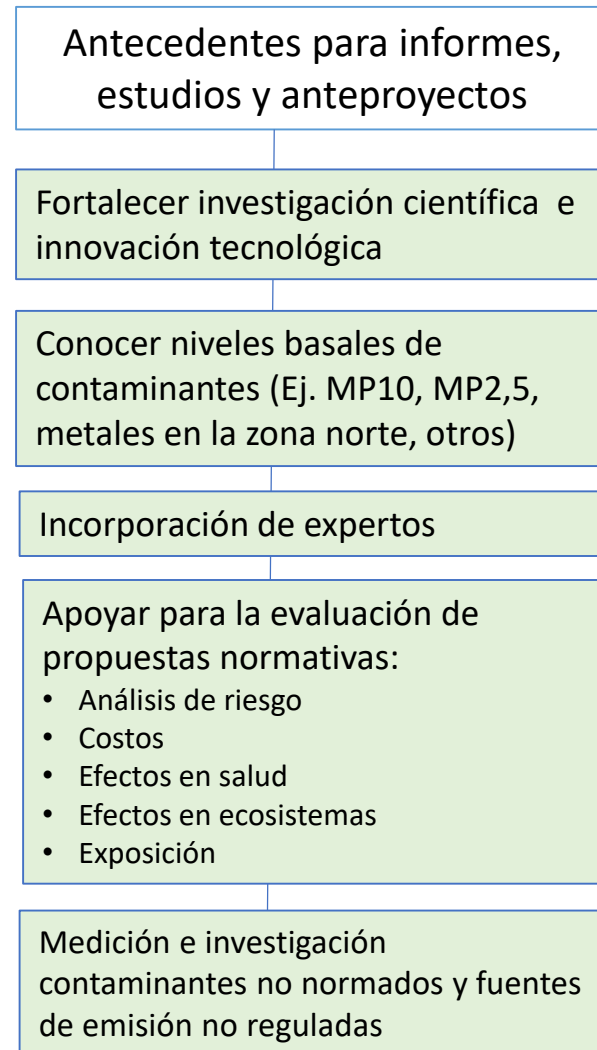 Antecedentes para informes,
estudios y anteproyectos
Fortalecer investigación científica e
innovación tecnológica
Conocer niveles basales de
contaminantes (Ej. MP10, MP2,5,
metales en la zona norte, otros)
Incorporación de expertos
Apoyar para la evaluación de
propuestas normativas:
• Análisis de riesgo
• Costos
• Efectos en salud
• Efectos en ecosistemas
• Exposición
Medición e investigación
contaminantes no normados y fuentes
de emisión no reguladas